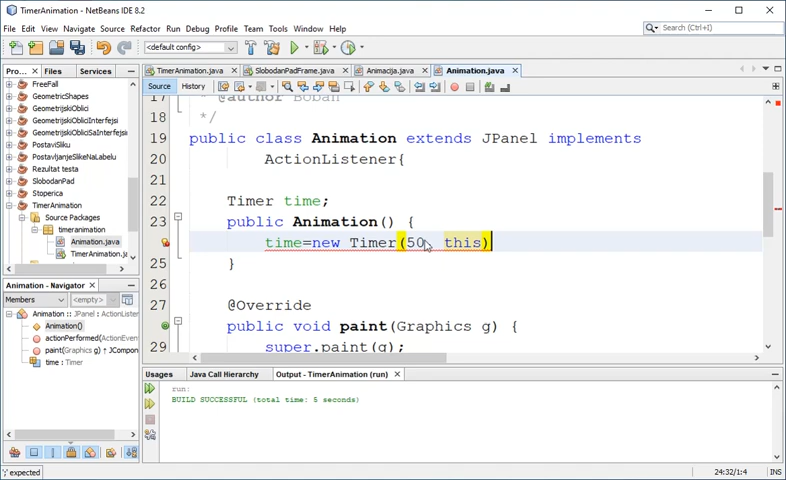 TimerAnimation - NetBeans IDE 8.2
File Edit View Navigate Source Refactor Run Debug Profile Team Tools Window Help
Search (Ctrl+I)
<default config>
Pro... Files Services
TimerAnimation.java SlobodanPadFrame.java Animacija.java Animation.java
Source History
FreeFall
GeometricShapes
GeometrijskiOblici
GeometrijskiObliciInterfejsi
GeometrijskiObliciSaInterfejsi
PostaviSliku
PostavljanjeSlikeNaLabelu
Rezultat testa
SlobodanPad
Stoperica
TimerAnimation
Source Packages
timeranimation
Animation.java
TimerAnimation.j
17 * @author Boban
18 */
19 public class Animation extends JPanel implements
20 ActionListener{
21
22 Timer time;
23 public Animation() {
time=new Timer(50, this)
25 }
26
27 @Override
public void paint(Graphics g) {
29 super.paint(g);
Animation - Navigator
Members <empty>
Animation :: JPanel : ActionListe
Animation()
actionPerformed(ActionEvent
paint(Graphics g) ↑ JCompon
time : Timer
Usages Java Call Hierarchy Output - TimerAnimation (run)
run:
BUILD SUCCESSFUL (total time: 5 seconds)
';' expected
24:32/1:4 INS